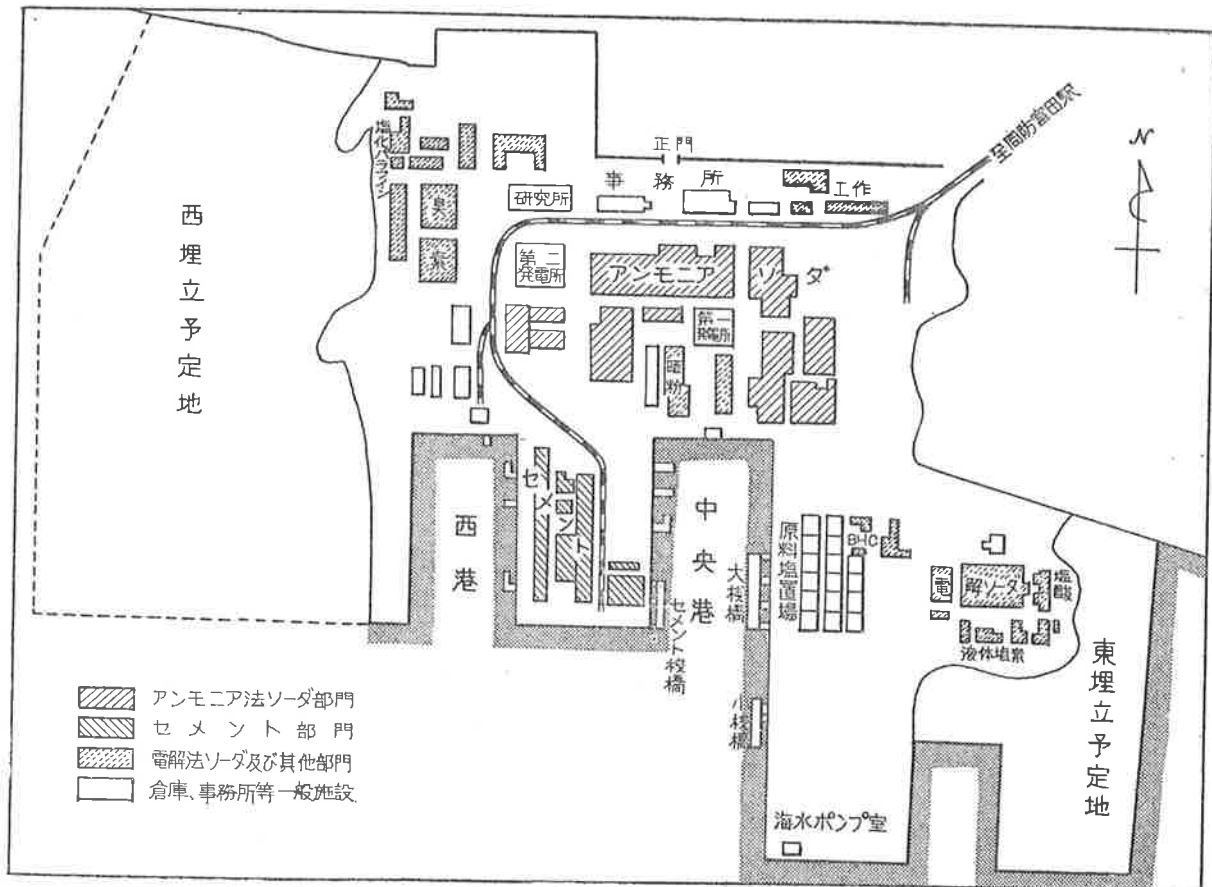 至周防富田駅
N
正門
事務所
工作
塩化パラフィン
研究所
臭
素
第二
発電所
アンモニア
ソーダ
第一
発電所
西埋立予定地
セメント
西港
中央港
大桟橋
セメント桟橋
小桟橋
原料塩置場
BHC
電
解ソーダ
塩酸
液体塩素
東埋立予定地
海水ポンプ室
アンモニア法ソーダ部門
セメント部門
電解法ソーダ及び其他部門
倉庫、事務所等一般施設